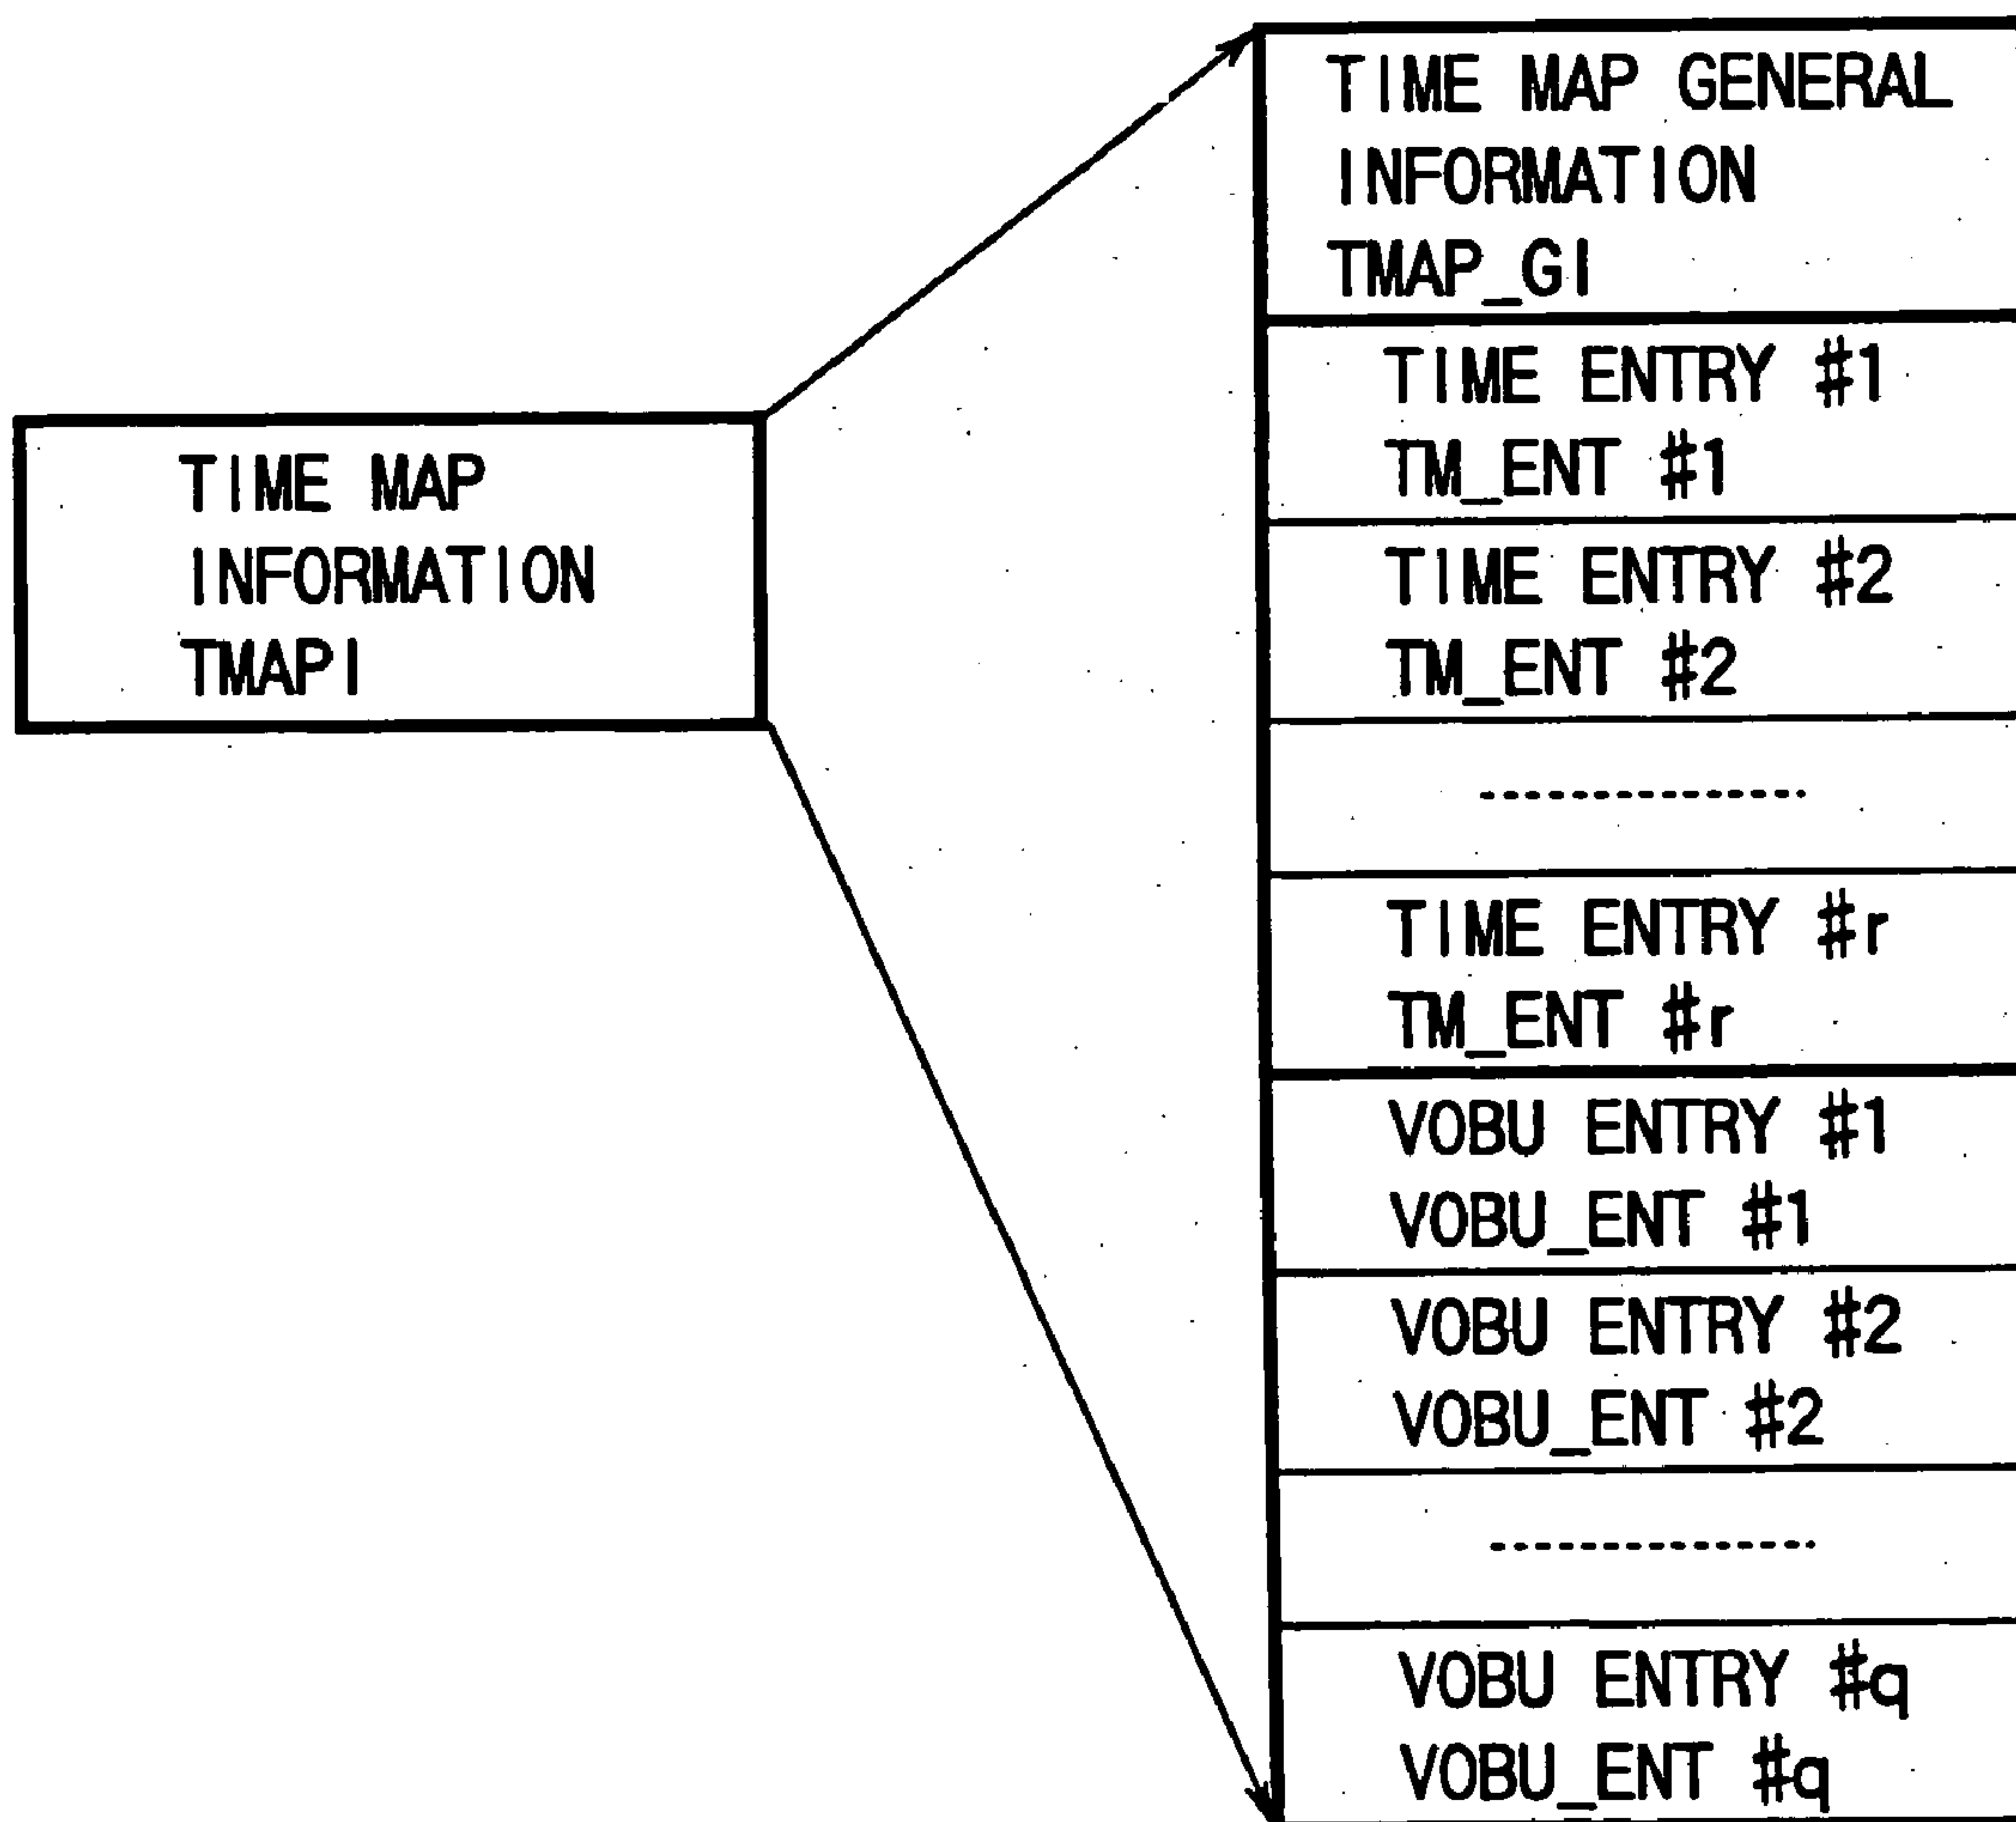 TIME MAP
INFORMATION
TMAPI
TIME MAP GENERAL
INFORMATION
TMAP_GI
TIME ENTRY #1
TM_ENT #1
TIME ENTRY #2
TM_ENT #2
TIME ENTRY #r
TM_ENT #r
VOBU ENTRY #1
VOBU_ENT #1
VOBU ENTRY #2
VOBU_ENT #2
VOBU ENTRY #q
VOBU_ENT #q